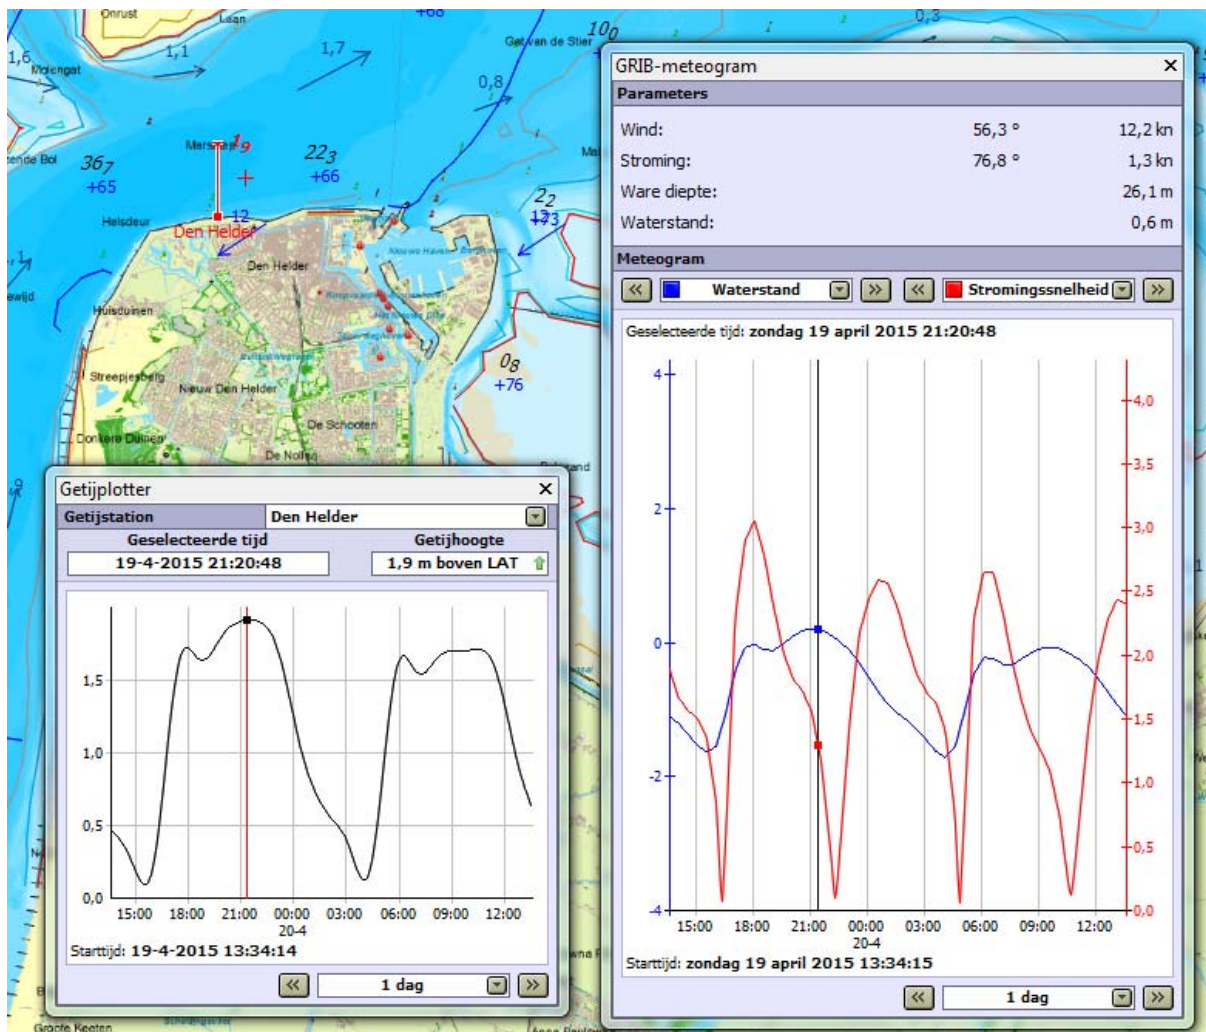 Onrust
Laan
+68
10₀
0,3
1,7
1,1
1,6
Molengat
Gat van de Stier
0,8
Marsdiep
1₉
22₃
+66
36₇
+65
2₂
12
+73
Helsdeur
12
Den Helder
Den Helder
Huisduinen
Streepjesberg
Nieuw Den Helder
0₈
+76
De Schooten
Donkere Duinen
De Nollen
Groote Keeten
GRIB-meteogram
Parameters
Wind: 56,3 ° 12,2 kn
Stroming: 76,8 ° 1,3 kn
Ware diepte: 26,1 m
Waterstand: 0,6 m
Meteogram
Waterstand Stromingssnelheid
Geselecteerde tijd: zondag 19 april 2015 21:20:48
4
2
0
-2
-4
4,0
3,5
3,0
2,5
2,0
1,5
1,0
0,5
0,0
15:00 18:00 21:00 00:00 03:00 06:00 09:00 12:00
20-4
Starttijd: zondag 19 april 2015 13:34:15
1 dag
Getijplotter
Getijstation Den Helder
Geselecteerde tijd Getijhoogte
19-4-2015 21:20:48 1,9 m boven LAT
1,5
1,0
0,5
0,0
15:00 18:00 21:00 00:00 03:00 06:00 09:00 12:00
20-4
Starttijd: 19-4-2015 13:34:14
1 dag